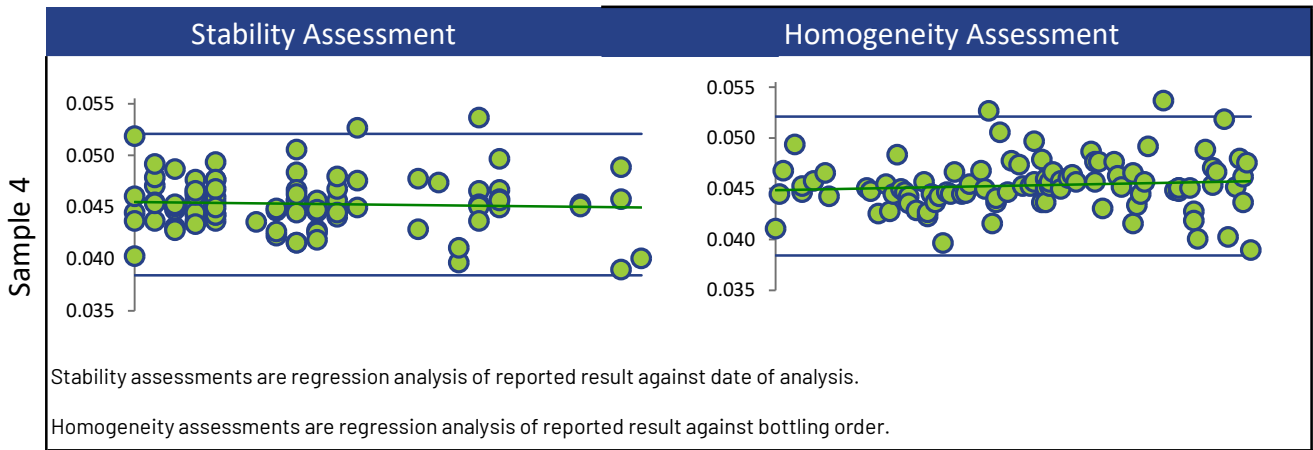 Stability Assessment
Homogeneity Assessment
Sample 4
0.055
0.050
0.045
0.040
0.035
0.055
0.050
0.045
0.040
0.035
Stability assessments are regression analysis of reported result against date of analysis.
Homogeneity assessments are regression analysis of reported result against bottling order.